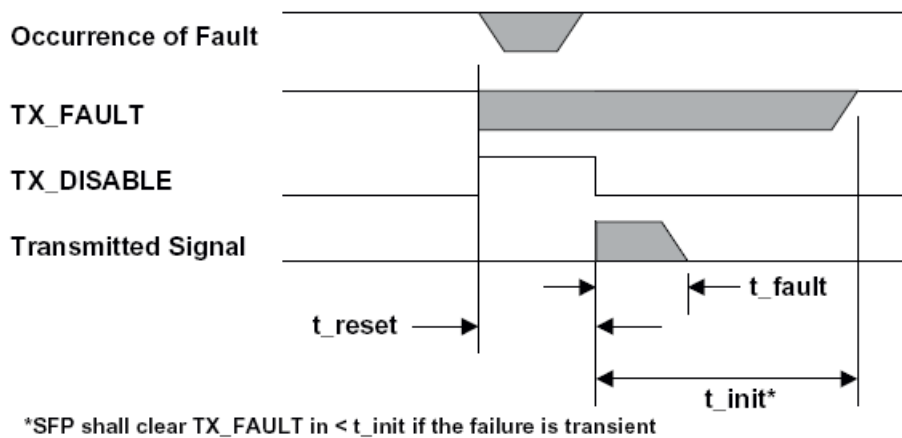 Occurrence of Fault
TX_FAULT
TX_DISABLE
Transmitted Signal
t_fault
t_reset
t_init*
*SFP shall clear TX_FAULT in < t_init if the failure is transient